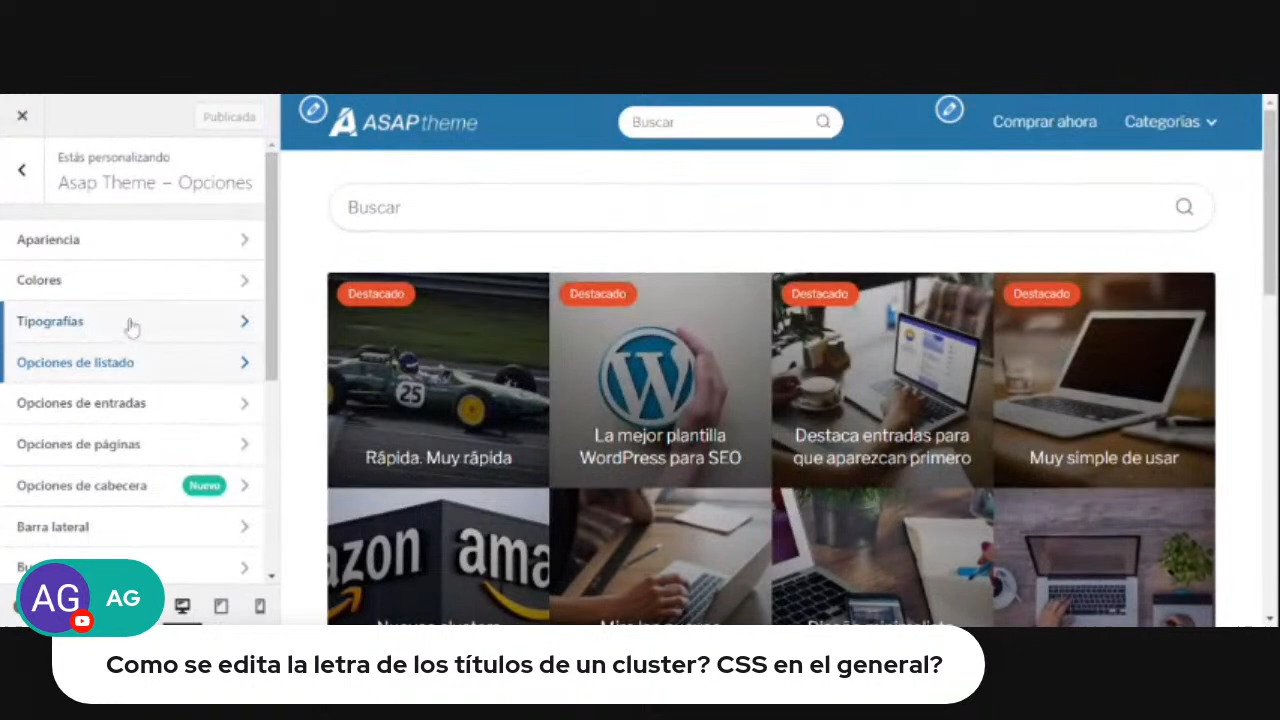 Publicada
Estás personalizando
Asap Theme – Opciones
Apariencia
Colores
Tipografías
Opciones de listado
Opciones de entradas
Opciones de páginas
Opciones de cabecera
Nuevo
Barra lateral
ASAP theme
Buscar
Comprar ahora
Categorías
Buscar
Destacado
Destacado
Destacado
Destacado
25
Rápida. Muy rápida
La mejor plantilla
WordPress para SEO
Destaca entradas para
que aparezcan primero
Muy simple de usar
azon
ama
AG
AG
Como se edita la letra de los títulos de un cluster? CSS en el general?